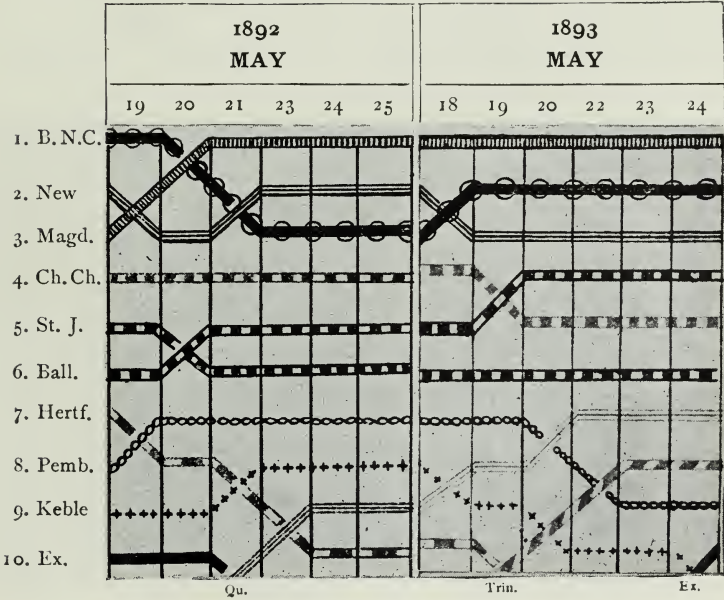 1892
MAY
1893
MAY
19 20 21 23 24 25
18 19 20 22 23 24
1. B.N.C.
2. New
3. Magd.
4. Ch. Ch.
5. St. J.
6. Ball.
7. Hertf.
8. Pemb.
9. Keble
10. Ex.
Qu.
Trin.
Ex.